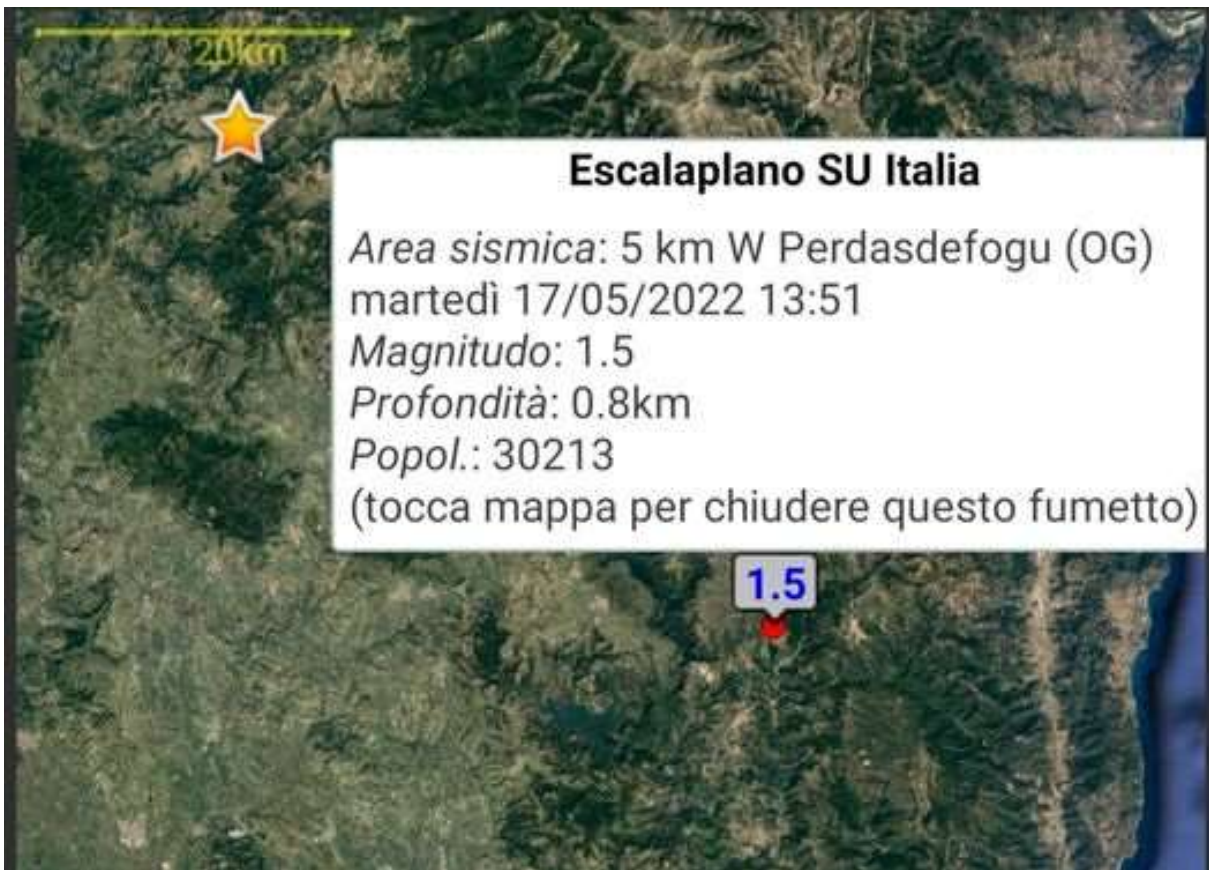 20km
Escalaplano SU Italia
Area sismica: 5 km W Perdasdefogu (OG)
martedì 17/05/2022 13:51
Magnitudo: 1.5
Profondità: 0.8km
Popol.: 30213
(tocca mappa per chiudere questo fumetto)
1.5